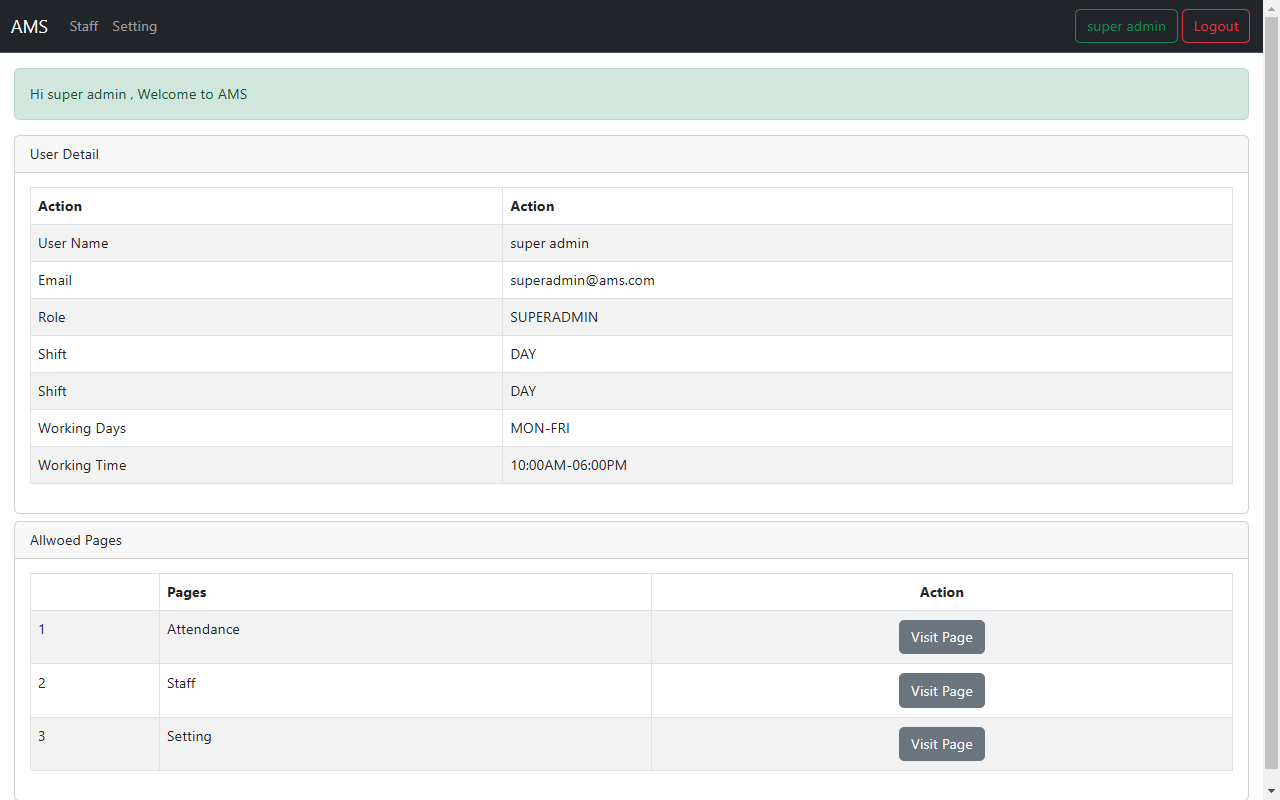 AMS Staff Setting super admin Logout
Hi super admin , Welcome to AMS
User Detail
Action Action
User Name super admin
Email superadmin@ams.com
Role SUPERADMIN
Shift DAY
Shift DAY
Working Days MON-FRI
Working Time 10:00AM-06:00PM
Allwoed Pages
Pages Action
1 Attendance Visit Page
2 Staff Visit Page
3 Setting Visit Page